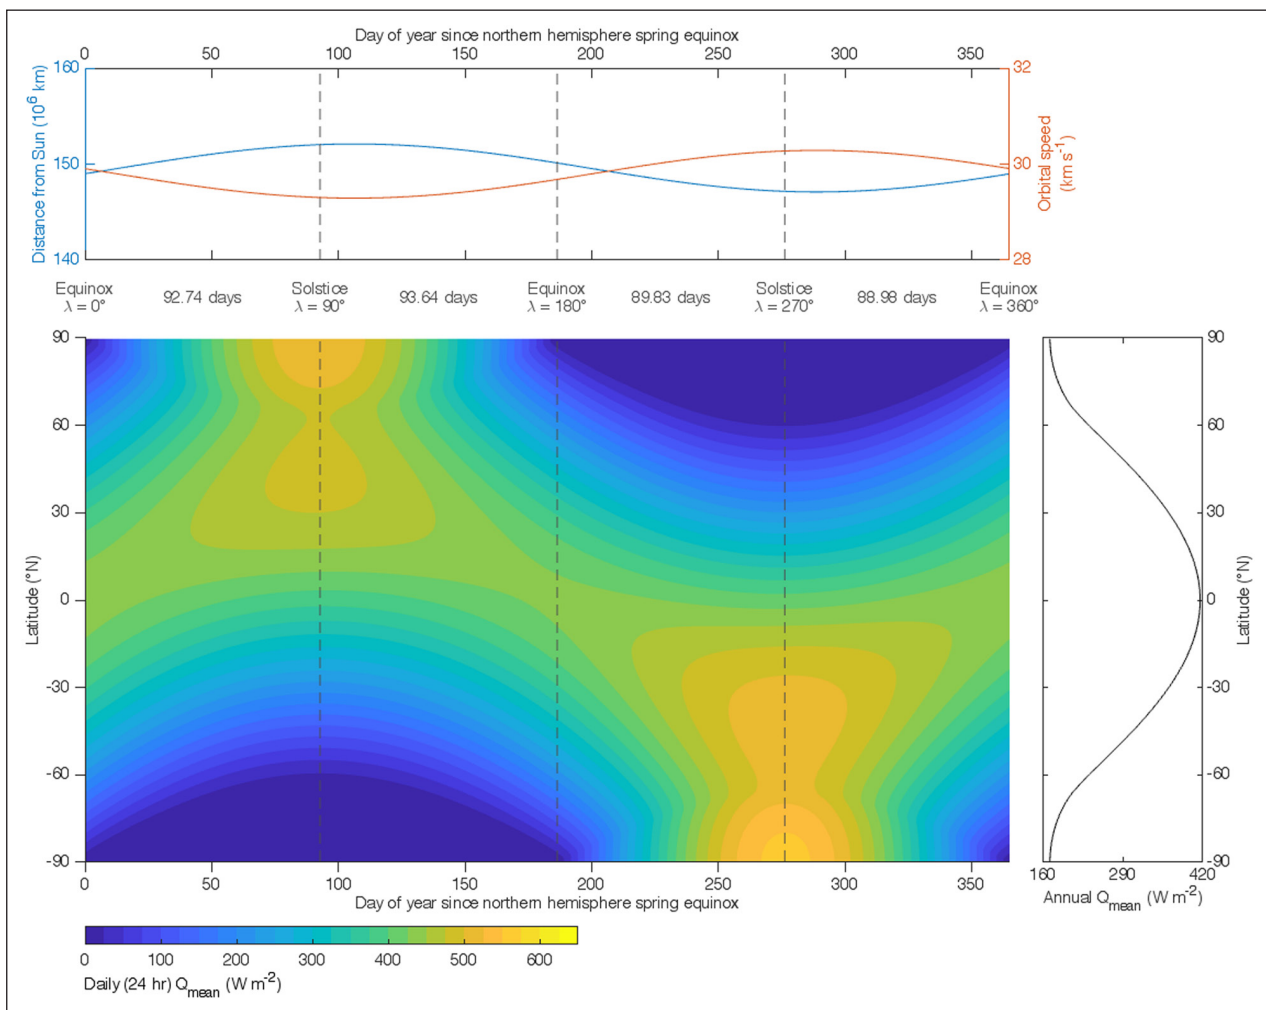 Day of year since northern hemisphere spring equinox
0 50 100 150 200 250 300 350
160 32
150 30
140 28
Distance from Sun (10⁶ km)
Orbital speed
(km s⁻¹)
Equinox 92.74 days Solstice 93.64 days Equinox 89.83 days Solstice 88.98 days Equinox
λ = 0° λ = 90° λ = 180° λ = 270° λ = 360°
90 90
60 60
30 30
0 0
-30 -30
-60 -60
-90 -90
Latitude (°N)
Latitude (°N)
0 50 100 150 200 250 300 350
Day of year since northern hemisphere spring equinox
160 290 420
Annual Qmean (W m⁻²)
0 100 200 300 400 500 600
Daily (24 hr) Qmean (W m⁻²)